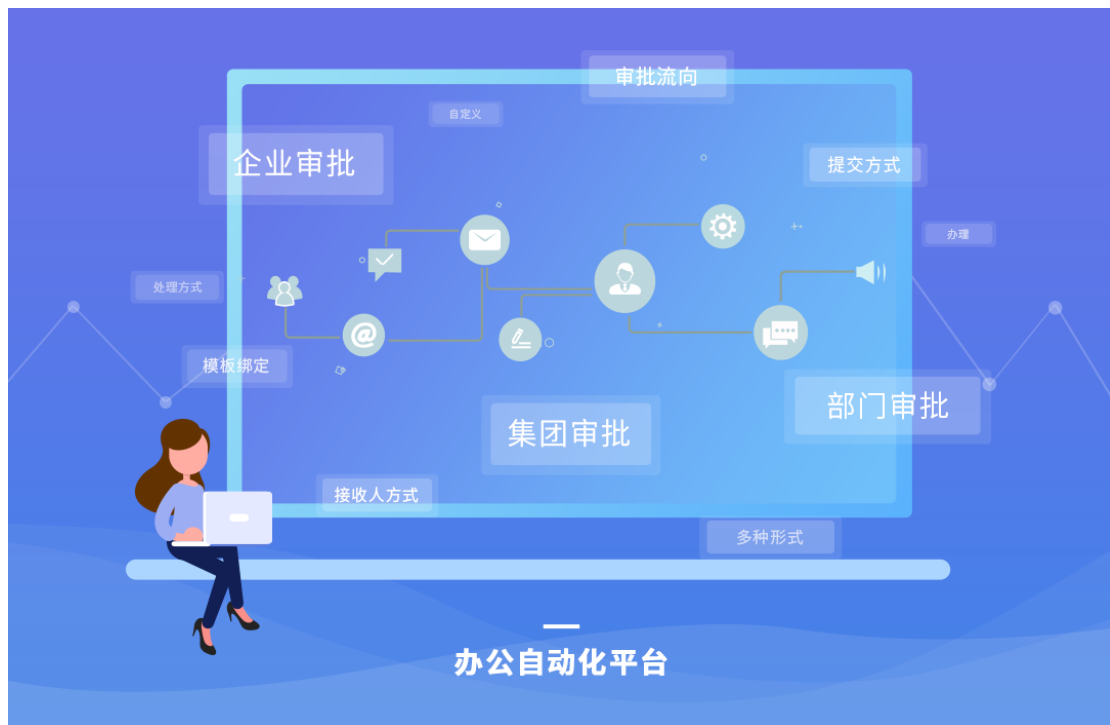 审批流向
自定义
企业审批
提交方式
办理
处理方式
模板绑定
部门审批
集团审批
接收人方式
多种形式
办公自动化平台